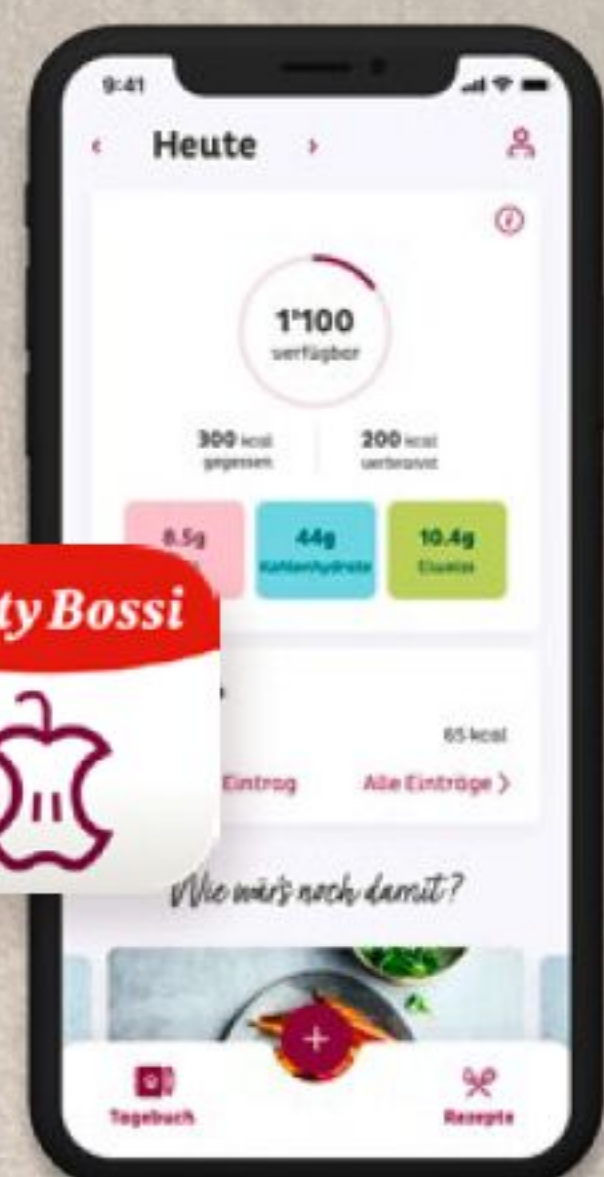 9:41
Heute
1'100
verfügbar
300 kcal
gegessen
200 kcal
verbrannt
8.5g
44g
Kohlenhydrate
10.4g
Eiweiss
ty Bossi
65 kcal
Eintrag
Alle Einträge
Wie wär's noch damit?
Tagebuch
Rezepte